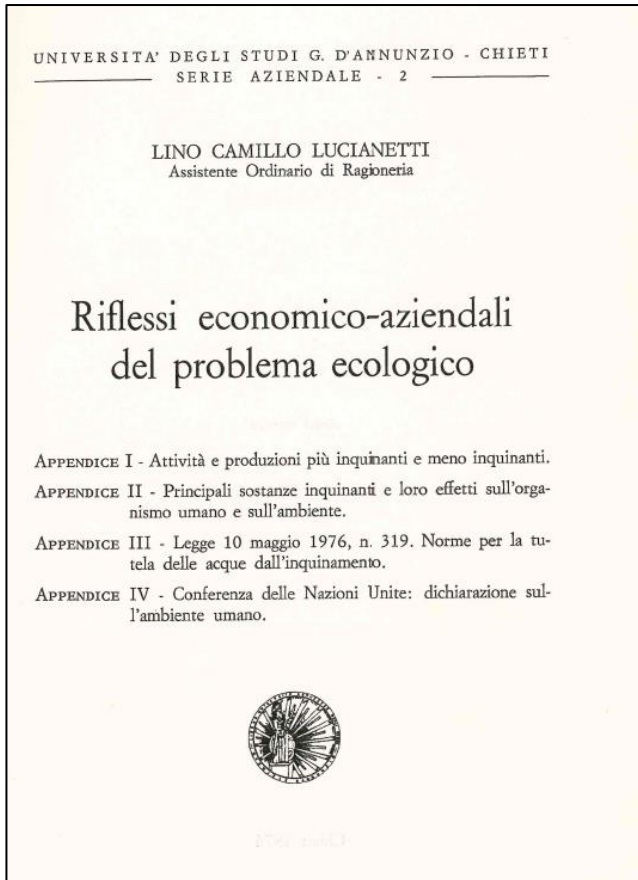 UNIVERSITA' DEGLI STUDI G. D'ANNUNZIO - CHIETI
SERIE AZIENDALE - 2
LINO CAMILLO LUCIANETTI
Assistente Ordinario di Ragioneria
Riflessi economico-aziendali
del problema ecologico
APPENDICE I - Attività e produzioni più inquinanti e meno inquinanti.
APPENDICE II - Principali sostanze inquinanti e loro effetti sull'orga-
nismo umano e sull'ambiente.
APPENDICE III - Legge 10 maggio 1976, n. 319. Norme per la tu-
tela delle acque dall'inquinamento.
APPENDICE IV - Conferenza delle Nazioni Unite: dichiarazione sul-
l'ambiente umano.